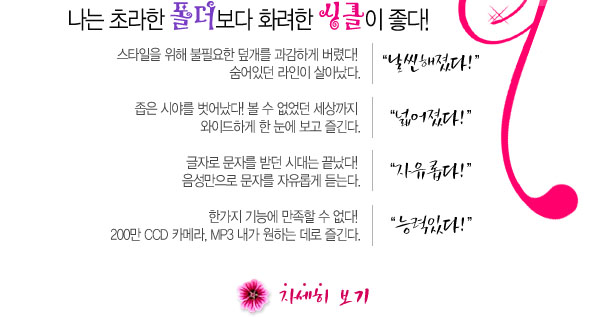 나는 초라한 폴더보다 화려한 싱글이 좋다!
스타일을 위해 불필요한 덮개를 과감하게 버렸다!
숨어있던 라인이 살아났다.
“날씬해졌다!”
좁은 시야를 벗어났다! 볼 수 없었던 세상까지
와이드하게 한 눈에 보고 즐긴다.
“넓어졌다!”
글자로 문자를 받던 시대는 끝났다!
음성만으로 문자를 자유롭게 듣는다.
“자유롭다!”
한가지 기능에 만족할 수 없다!
200만 CCD 카메라, MP3 내가 원하는 데로 즐긴다.
“능력있다!”
자세히 보기